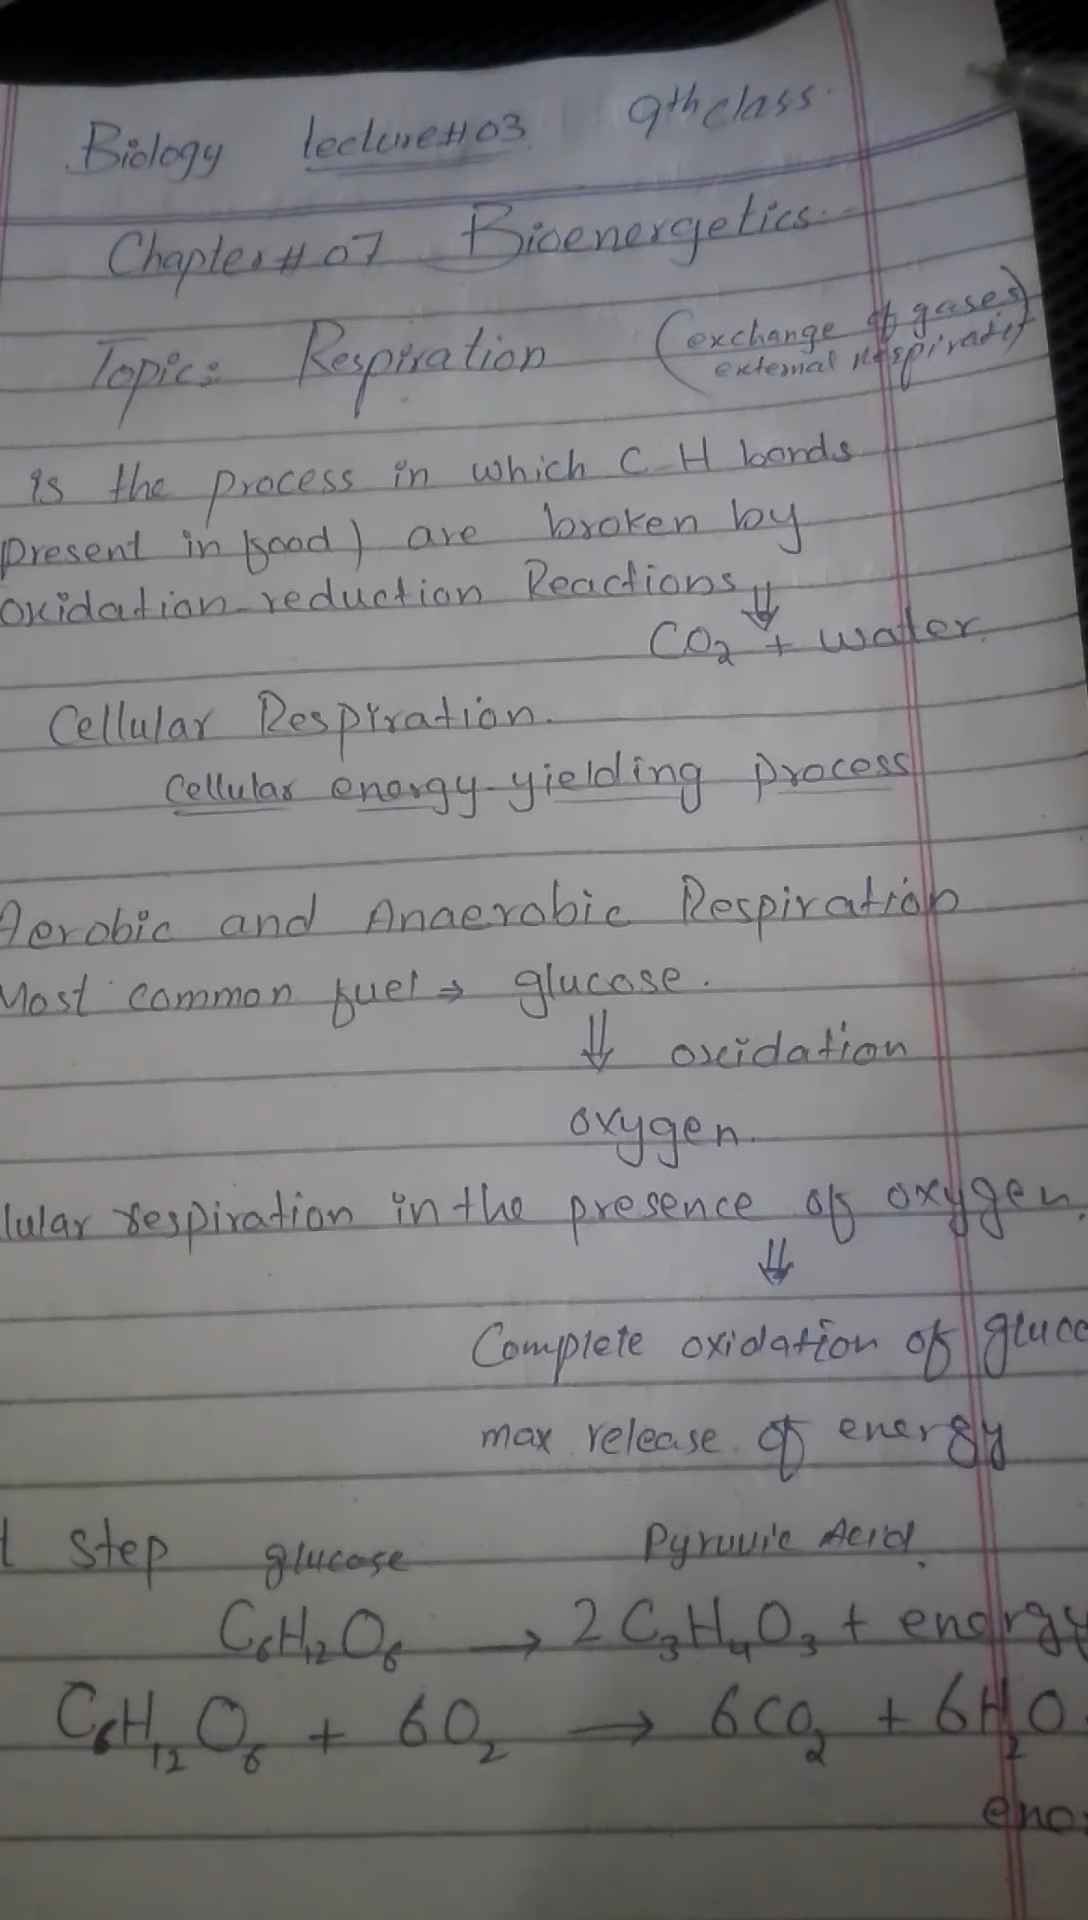 Biology lecture#03 9th class.
Chapter# 07 Bioenergetics.
Topic: Respiration (exchange of gases)
external respirati
is the process in which C-H bonds
present in food) are broken by
oxidation-reduction Reactions ⇓
CO₂ + water.
Cellular Respiration.
Cellular energy-yielding process
Aerobic and Anaerobic Respiration
Most common fuel ⇒ glucose.
⇓ oxidation
oxygen.
lular respiration in the presence of oxygen.
⇓
Complete oxidation of gluco
max release of energy
t step glucose Pyruvic Acid.
C₆H₁₂O₆ → 2C₃H₄O₃ + energy
C₆H₁₂O₆ + 6O₂ → 6CO₂ + 6H₂O
ener